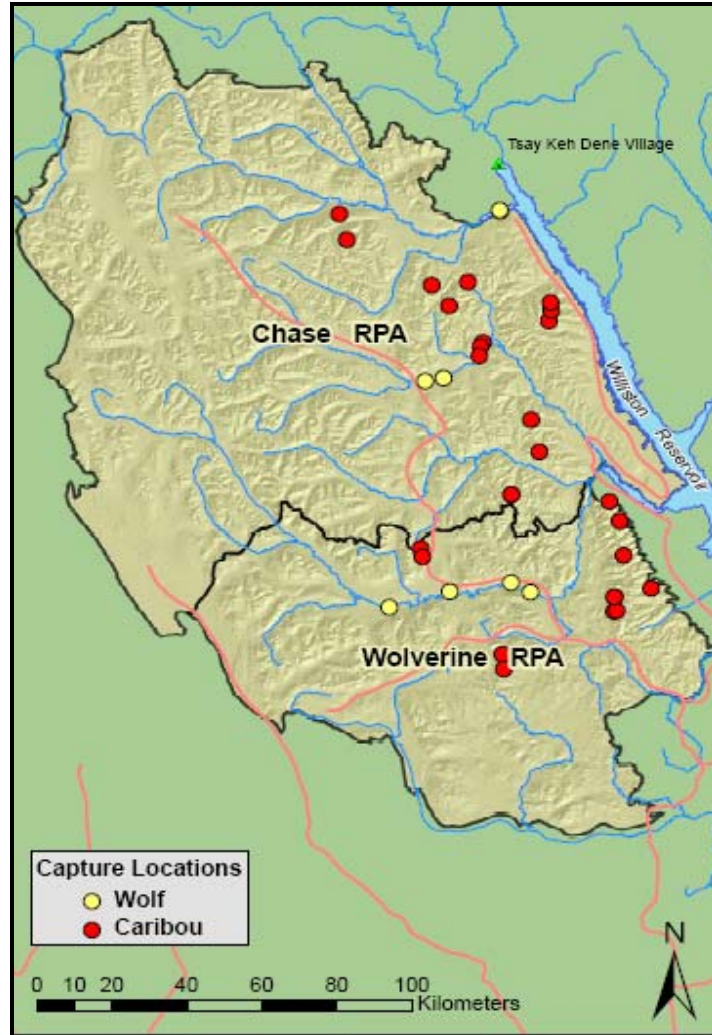 Tsay Keh Dene Village
Chase RPA
Williston Reservoir
Wolverine RPA
Capture Locations
Wolf
Caribou
N
0 10 20 40 60 80 100
Kilometers